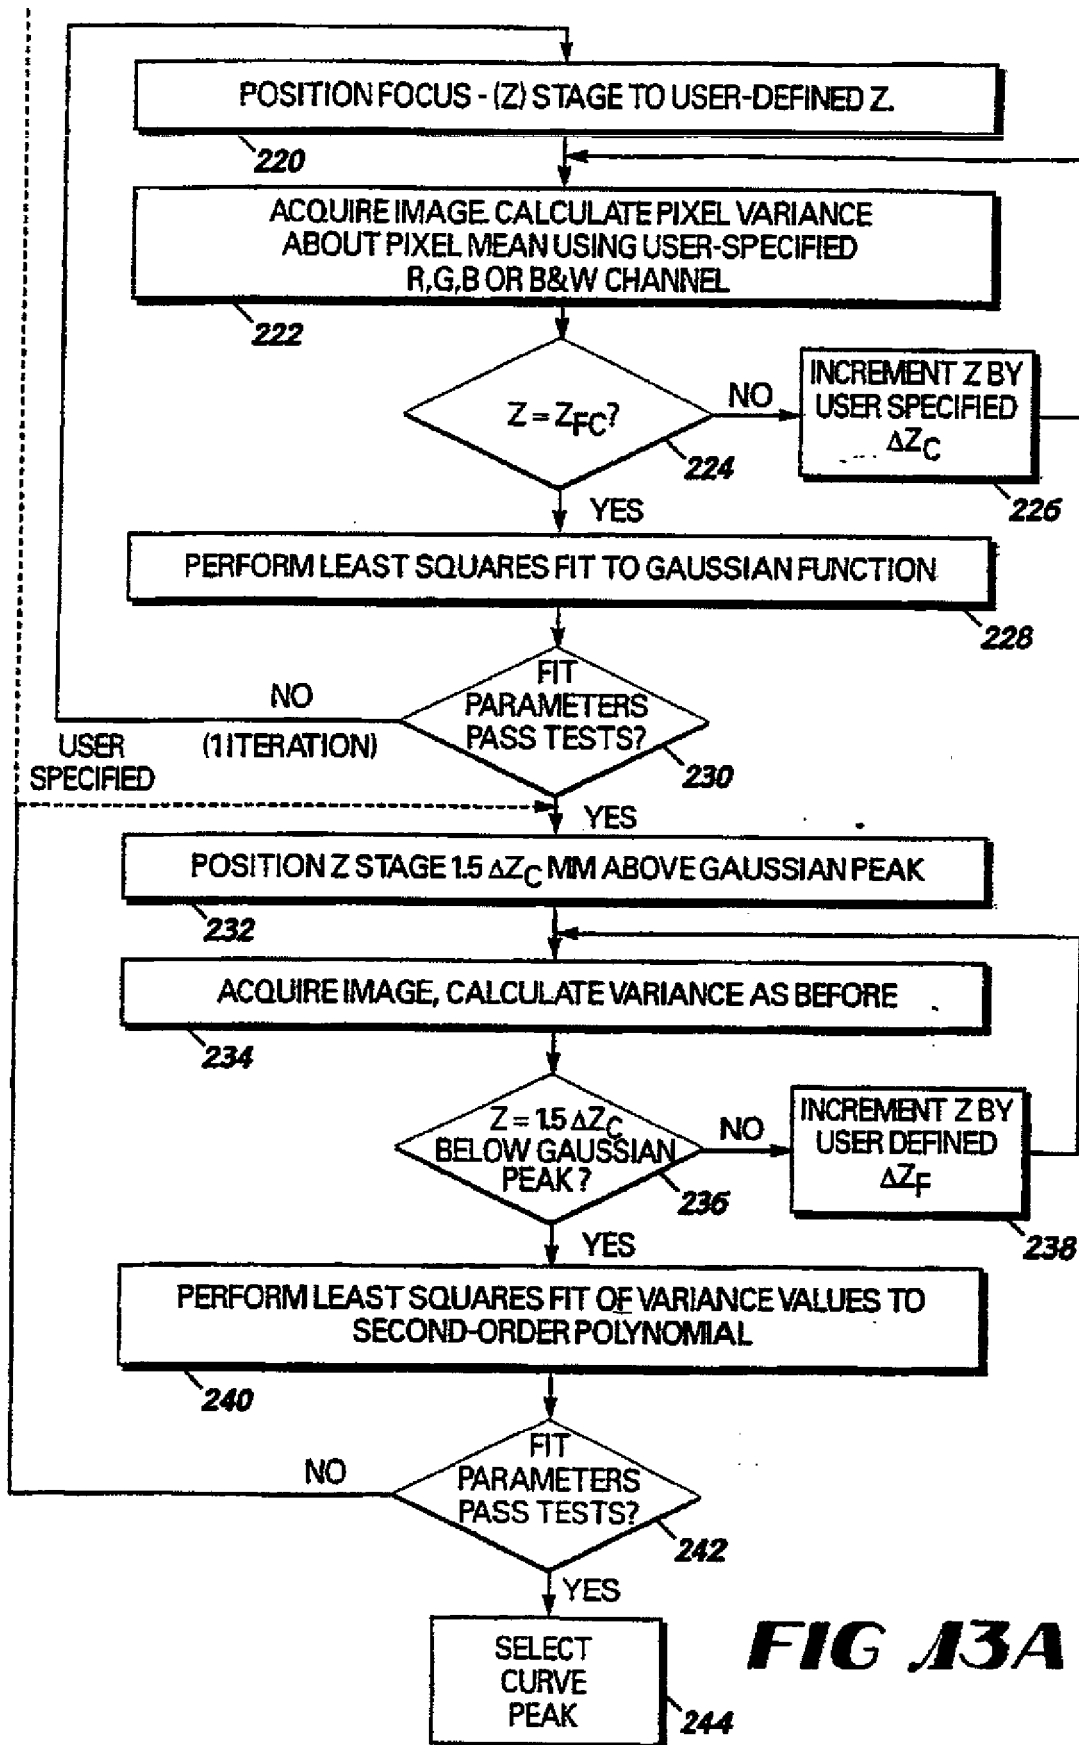 POSITION FOCUS - (Z) STAGE TO USER-DEFINED Z.
220
ACQUIRE IMAGE. CALCULATE PIXEL VARIANCE
ABOUT PIXEL MEAN USING USER-SPECIFIED
R,G,B OR B&W CHANNEL
222
Z = ZFC?
224
NO
INCREMENT Z BY
USER SPECIFIED
ΔZC
226
YES
PERFORM LEAST SQUARES FIT TO GAUSSIAN FUNCTION
228
FIT
PARAMETERS
PASS TESTS?
230
NO
(1 ITERATION)
USER
SPECIFIED
YES
POSITION Z STAGE 1.5 ΔZC MM ABOVE GAUSSIAN PEAK
232
ACQUIRE IMAGE, CALCULATE VARIANCE AS BEFORE
234
Z = 1.5 ΔZC
BELOW GAUSSIAN
PEAK?
236
NO
INCREMENT Z BY
USER DEFINED
ΔZF
238
YES
PERFORM LEAST SQUARES FIT OF VARIANCE VALUES TO
SECOND-ORDER POLYNOMIAL
240
FIT
PARAMETERS
PASS TESTS?
242
NO
YES
SELECT
CURVE
PEAK
244
FIG 13A